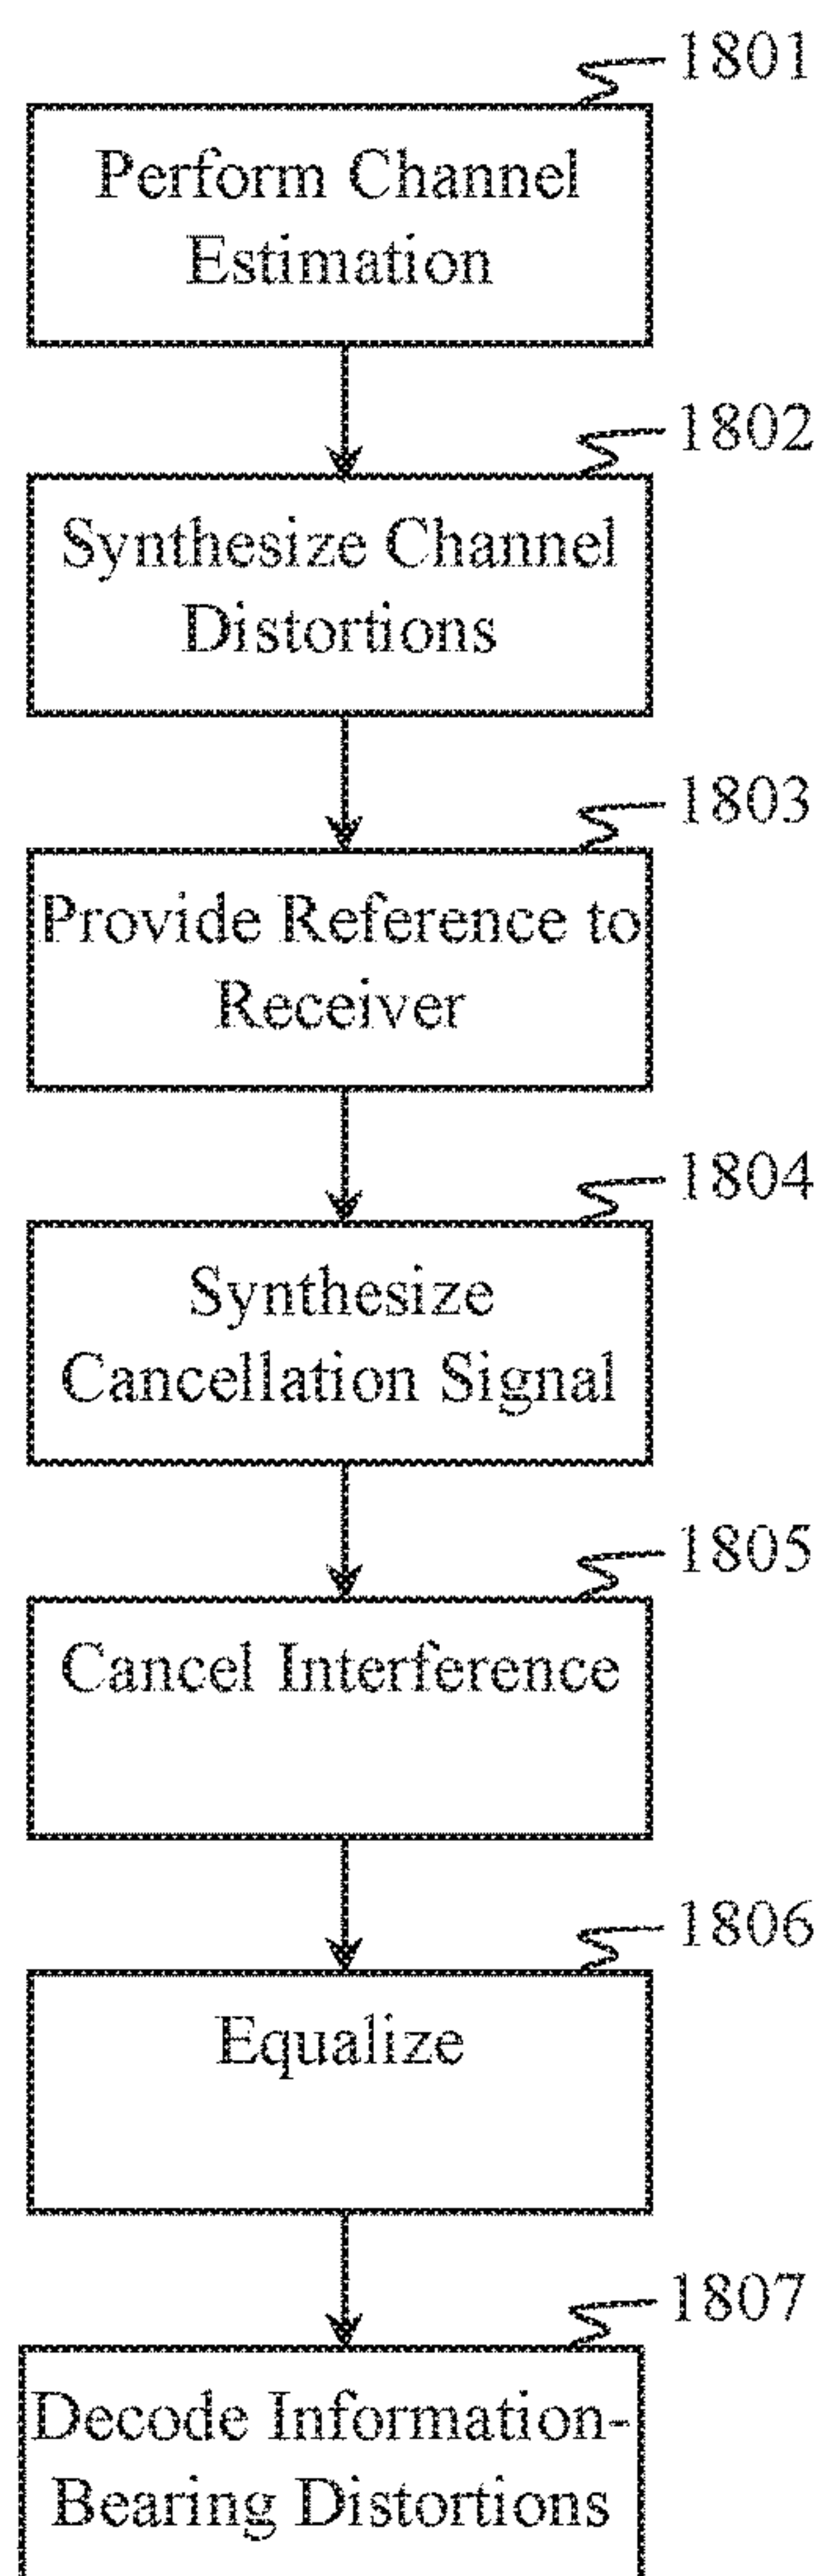 1801
Perform Channel
Estimation
1802
Synthesize Channel
Distortions
1803
Provide Reference to
Receiver
1804
Synthesize
Cancellation Signal
1805
Cancel Interference
1806
Equalize
1807
Decode Information-
Bearing Distortions